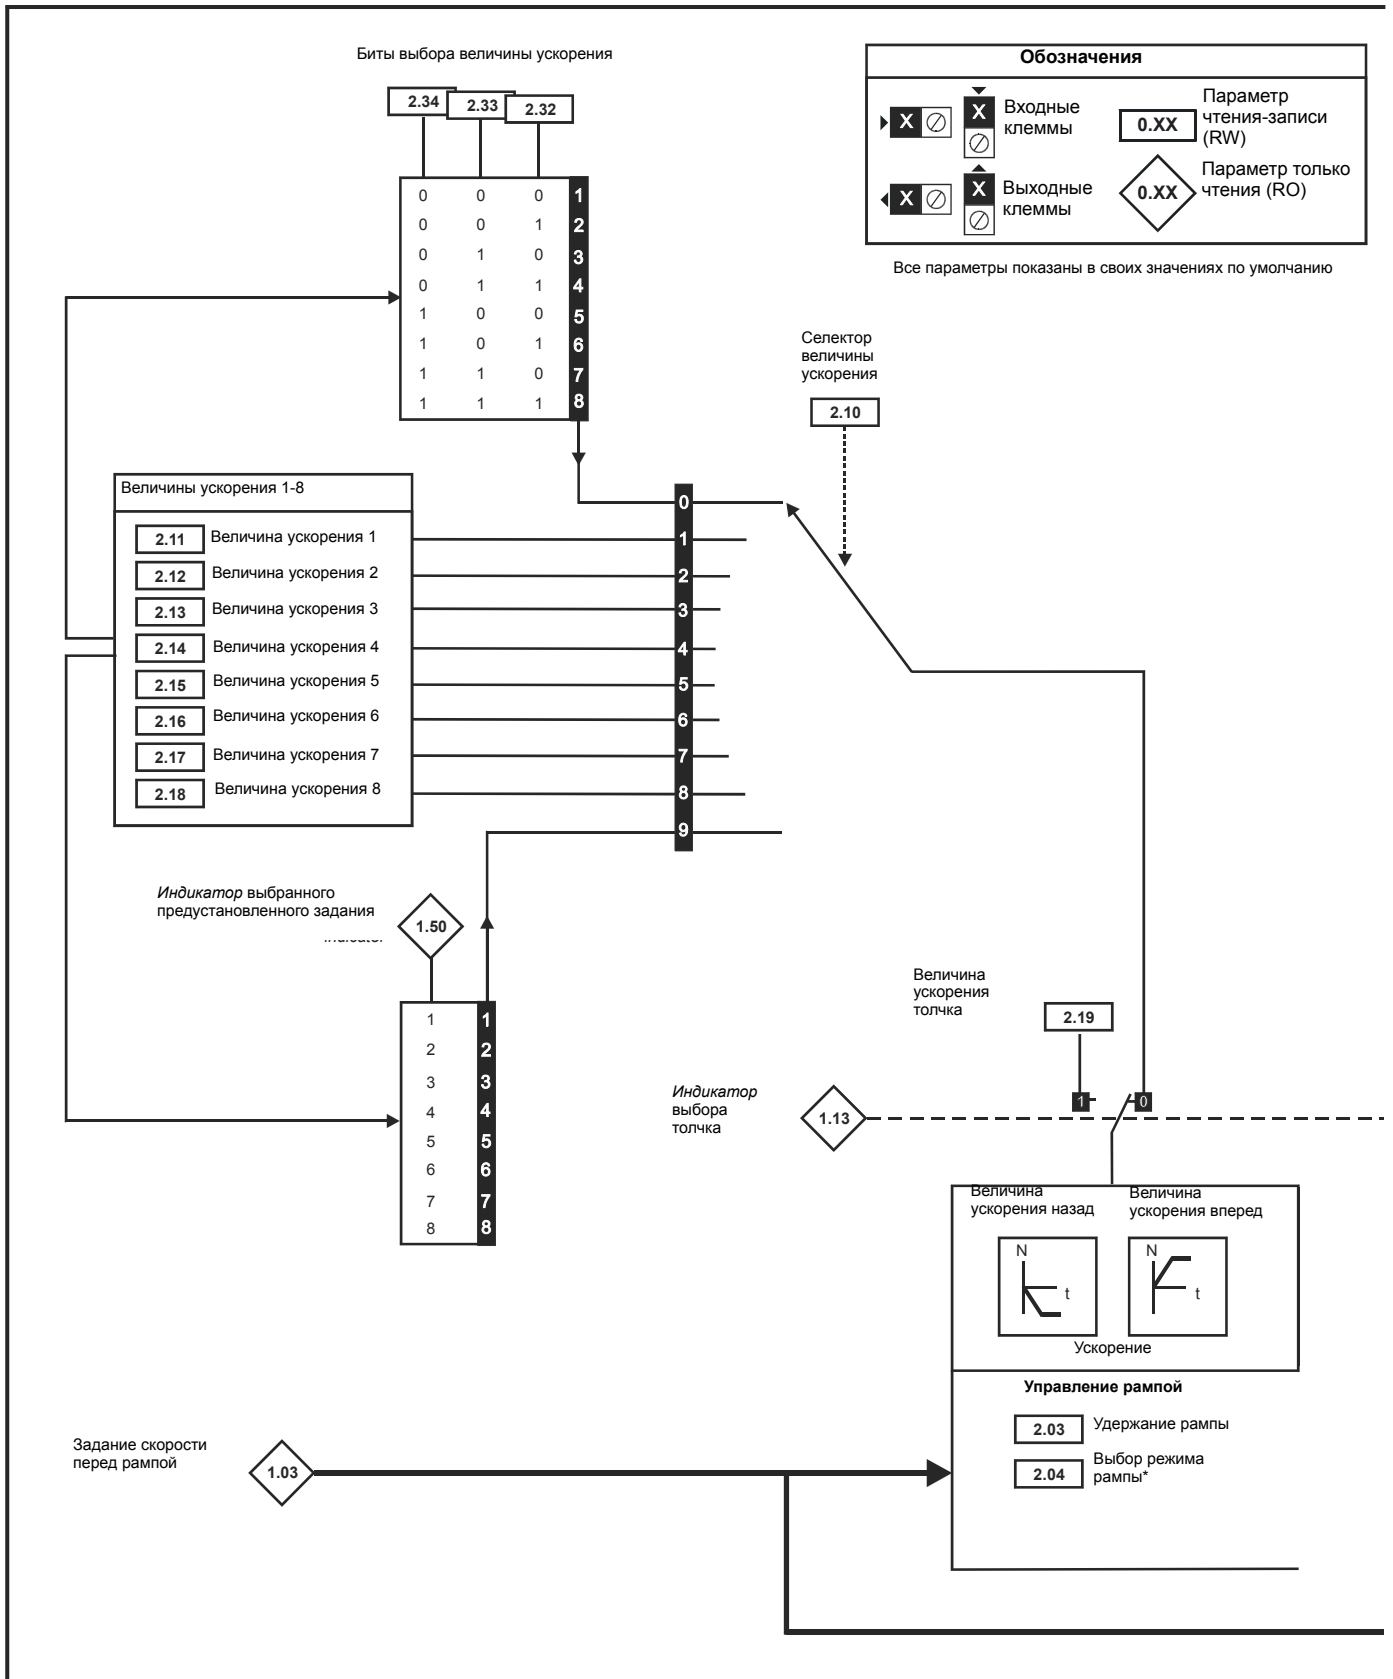 Биты выбора величины ускорения
2.34 2.33 2.32
0 0 0 1
0 0 1 2
0 1 0 3
0 1 1 4
1 0 0 5
1 0 1 6
1 1 0 7
1 1 1 8
Обозначения
X X Входные
клеммы
0.XX Параметр
чтения-записи
(RW)
X X Выходные
клеммы
0.XX Параметр только
чтения (RO)
Все параметры показаны в своих значениях по умолчанию
Селектор
величины
ускорения
2.10
Величины ускорения 1-8
2.11 Величина ускорения 1
2.12 Величина ускорения 2
2.13 Величина ускорения 3
2.14 Величина ускорения 4
2.15 Величина ускорения 5
2.16 Величина ускорения 6
2.17 Величина ускорения 7
2.18 Величина ускорения 8
0
1
2
3
4
5
6
7
8
9
Индикатор выбранного
предустановленного задания
1.50
1 1
2 2
3 3
4 4
5 5
6 6
7 7
8 8
Величина
ускорения
толчка
2.19
1 0
Индикатор
выбора
толчка
1.13
Величина
ускорения назад
Величина
ускорения вперед
N t
N t
Ускорение
Управление рампой
2.03 Удержание рампы
2.04 Выбор режима
рампы*
Задание скорости
перед рампой
1.03